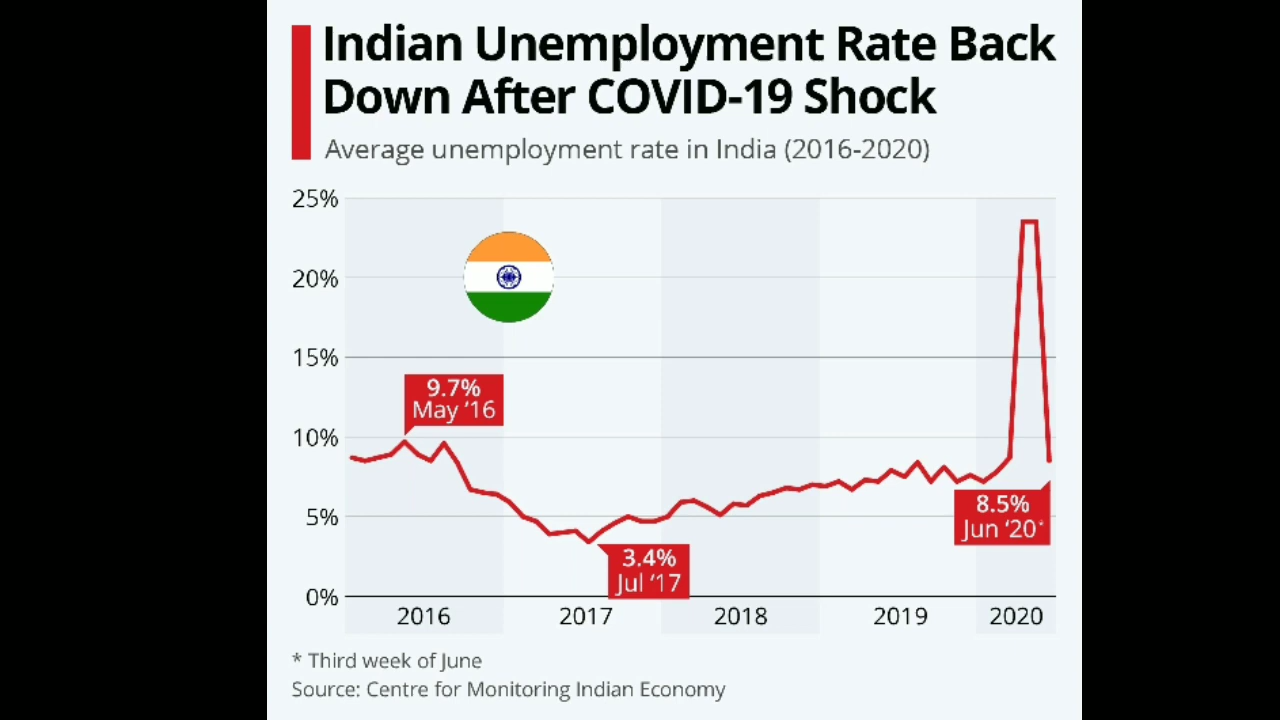 Indian Unemployment Rate Back
Down After COVID-19 Shock
Average unemployment rate in India (2016-2020)
25%
20%
15%
9.7%
May ‘16
10%
8.5%
Jun ‘20*
5%
3.4%
Jul ‘17
0%
2016 2017 2018 2019 2020
* Third week of June
Source: Centre for Monitoring Indian Economy